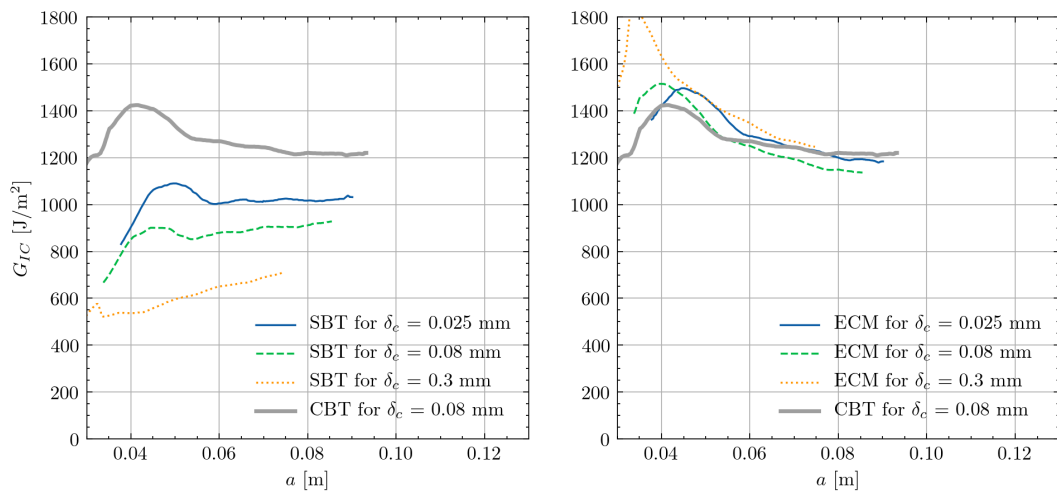 1800
1600
1400
1200
1000
800
600
400
200
0
G_{IC} [J/m²]
0.04 0.06 0.08 0.10 0.12
a [m]
SBT for δ_c = 0.025 mm
SBT for δ_c = 0.08 mm
SBT for δ_c = 0.3 mm
CBT for δ_c = 0.08 mm
1800
1600
1400
1200
1000
800
600
400
200
0
0.04 0.06 0.08 0.10 0.12
a [m]
ECM for δ_c = 0.025 mm
ECM for δ_c = 0.08 mm
ECM for δ_c = 0.3 mm
CBT for δ_c = 0.08 mm